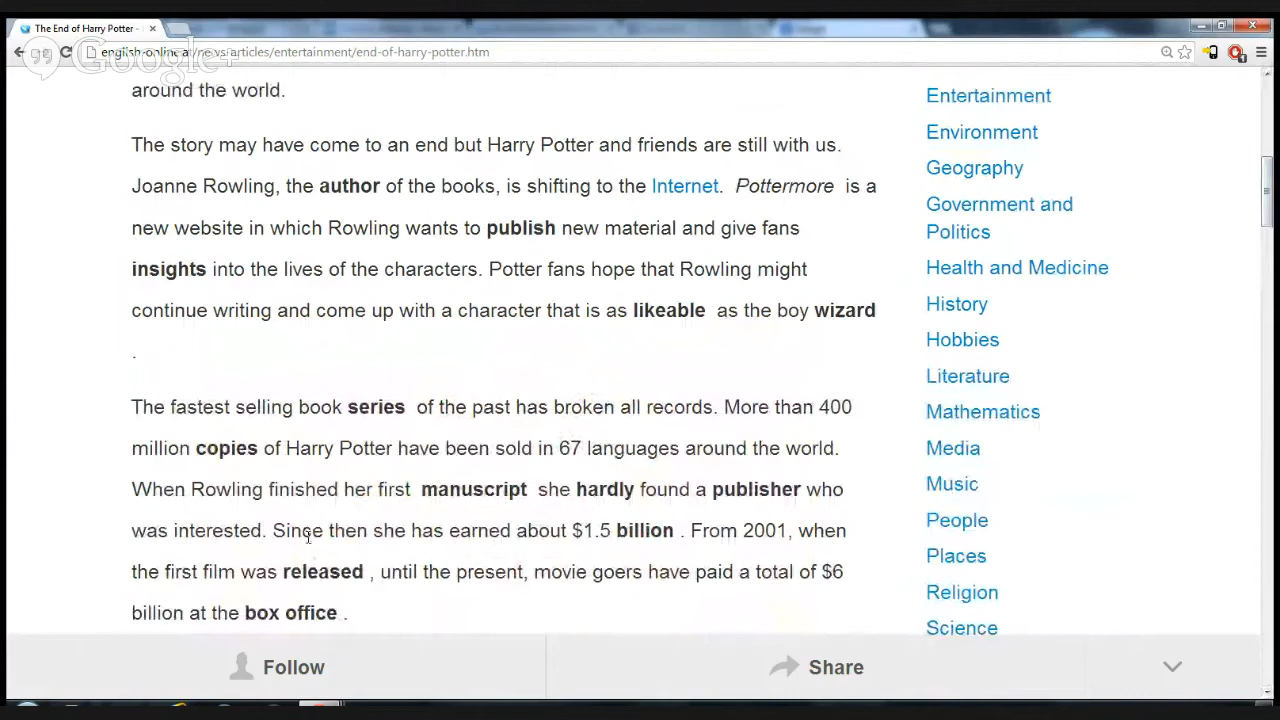 The End of Harry Potter -
english-online.at/news/articles/entertainment/end-of-harry-potter.htm
Google+
around the world.
The story may have come to an end but Harry Potter and friends are still with us.
Joanne Rowling, the author of the books, is shifting to the Internet. Pottermore is a
new website in which Rowling wants to publish new material and give fans
insights into the lives of the characters. Potter fans hope that Rowling might
continue writing and come up with a character that is as likeable as the boy wizard
.
The fastest selling book series of the past has broken all records. More than 400
million copies of Harry Potter have been sold in 67 languages around the world.
When Rowling finished her first manuscript she hardly found a publisher who
was interested. Since then she has earned about $1.5 billion . From 2001, when
the first film was released , until the present, movie goers have paid a total of $6
billion at the box office .
Entertainment
Environment
Geography
Government and
Politics
Health and Medicine
History
Hobbies
Literature
Mathematics
Media
Music
People
Places
Religion
Science
Follow
Share